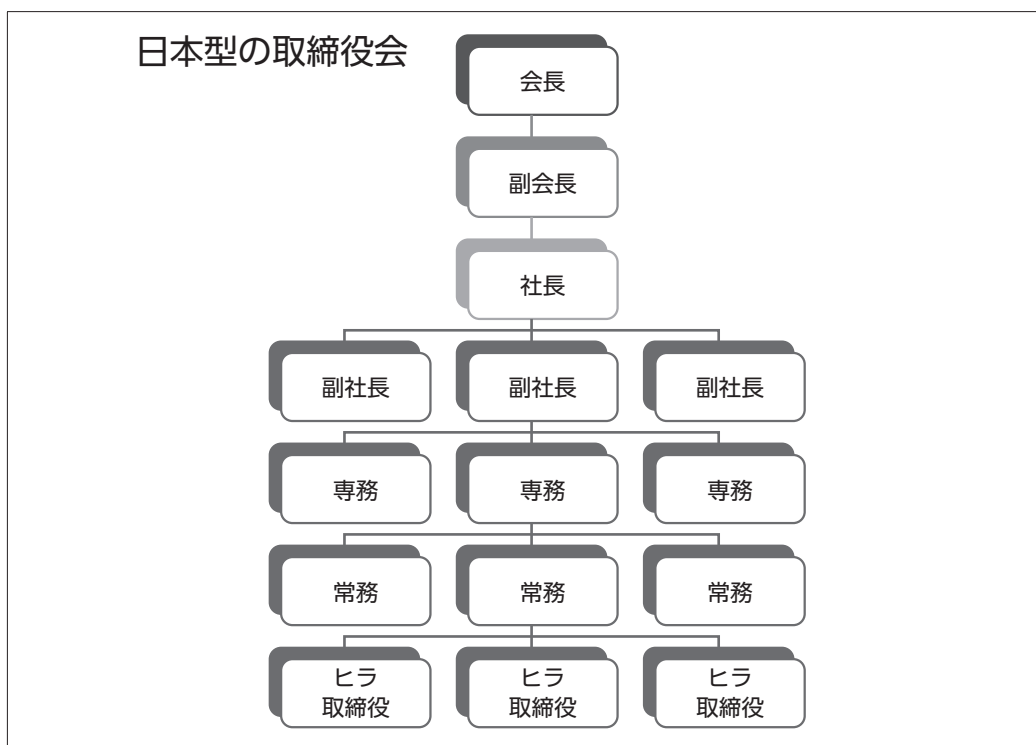 日本型の取締役会
会長
副会長
社長
副社長
副社長
副社長
専務
専務
専務
常務
常務
常務
ヒラ
取締役
ヒラ
取締役
ヒラ
取締役